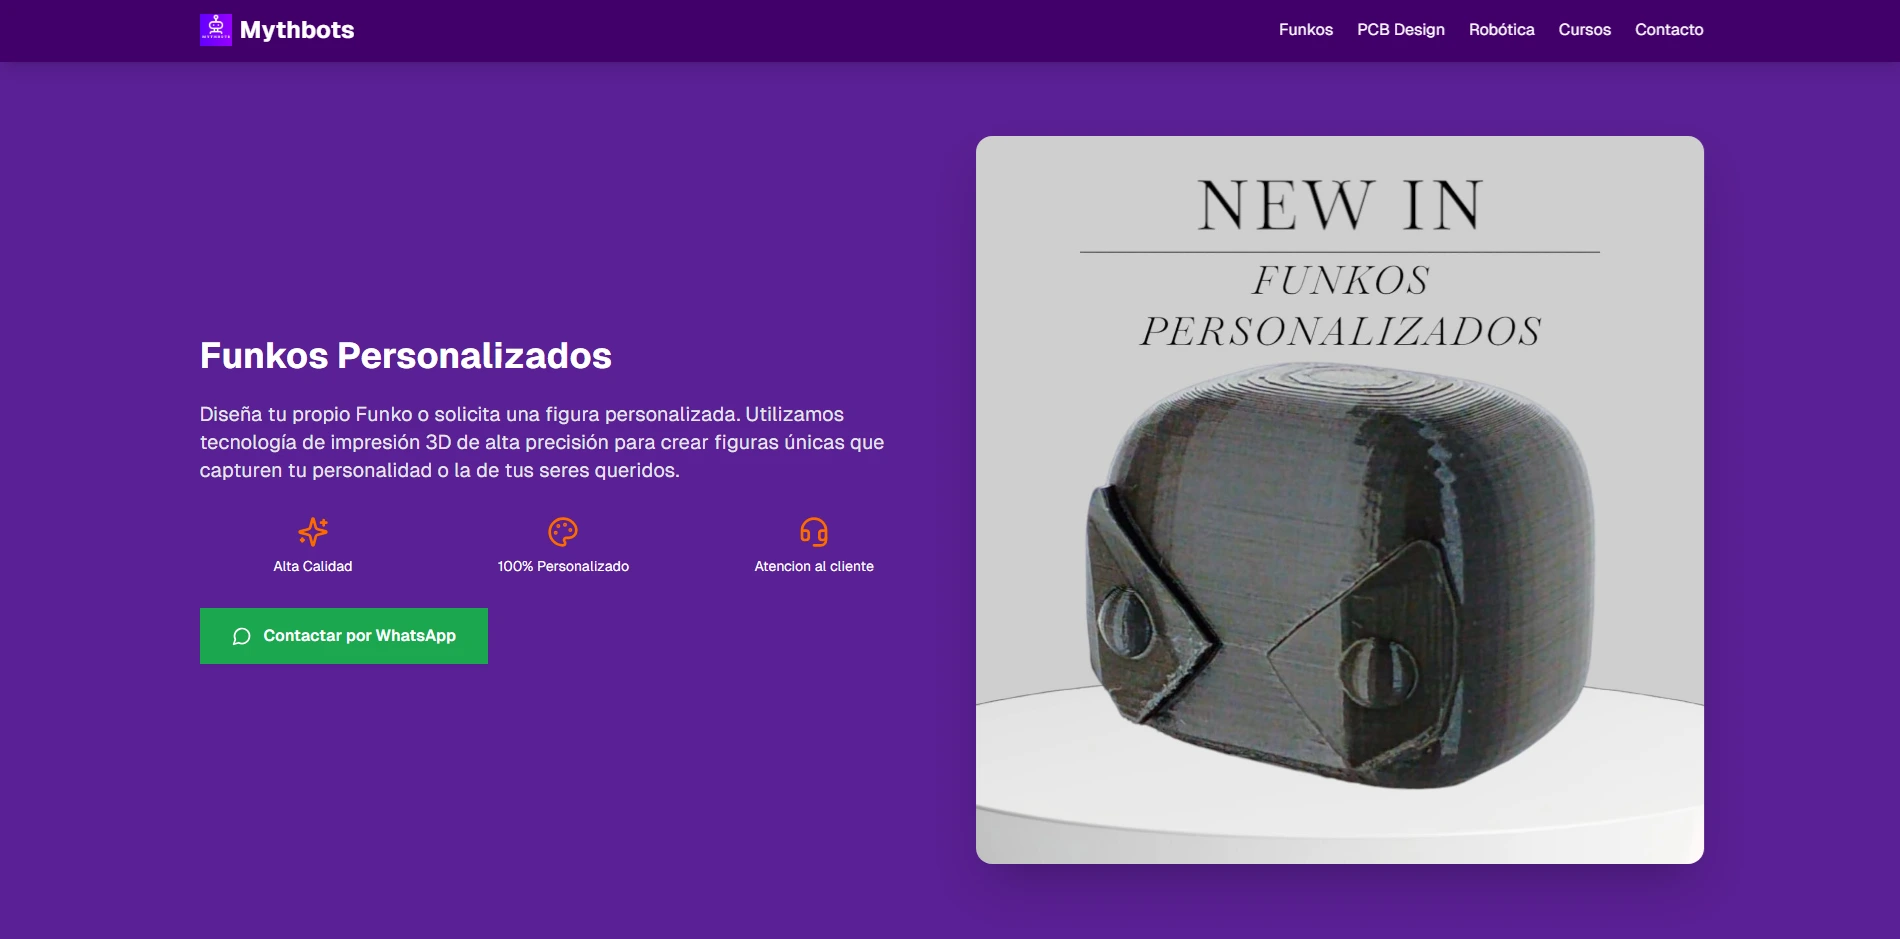 Mythbots
Funkos PCB Design Robótica Cursos Contacto
NEW IN
FUNKOS
PERSONALIZADOS
Funkos Personalizados
Diseña tu propio Funko o solicita una figura personalizada. Utilizamos
tecnología de impresión 3D de alta precisión para crear figuras únicas que
capturen tu personalidad o la de tus seres queridos.
Alta Calidad
100% Personalizado
Atencion al cliente
Contactar por WhatsApp